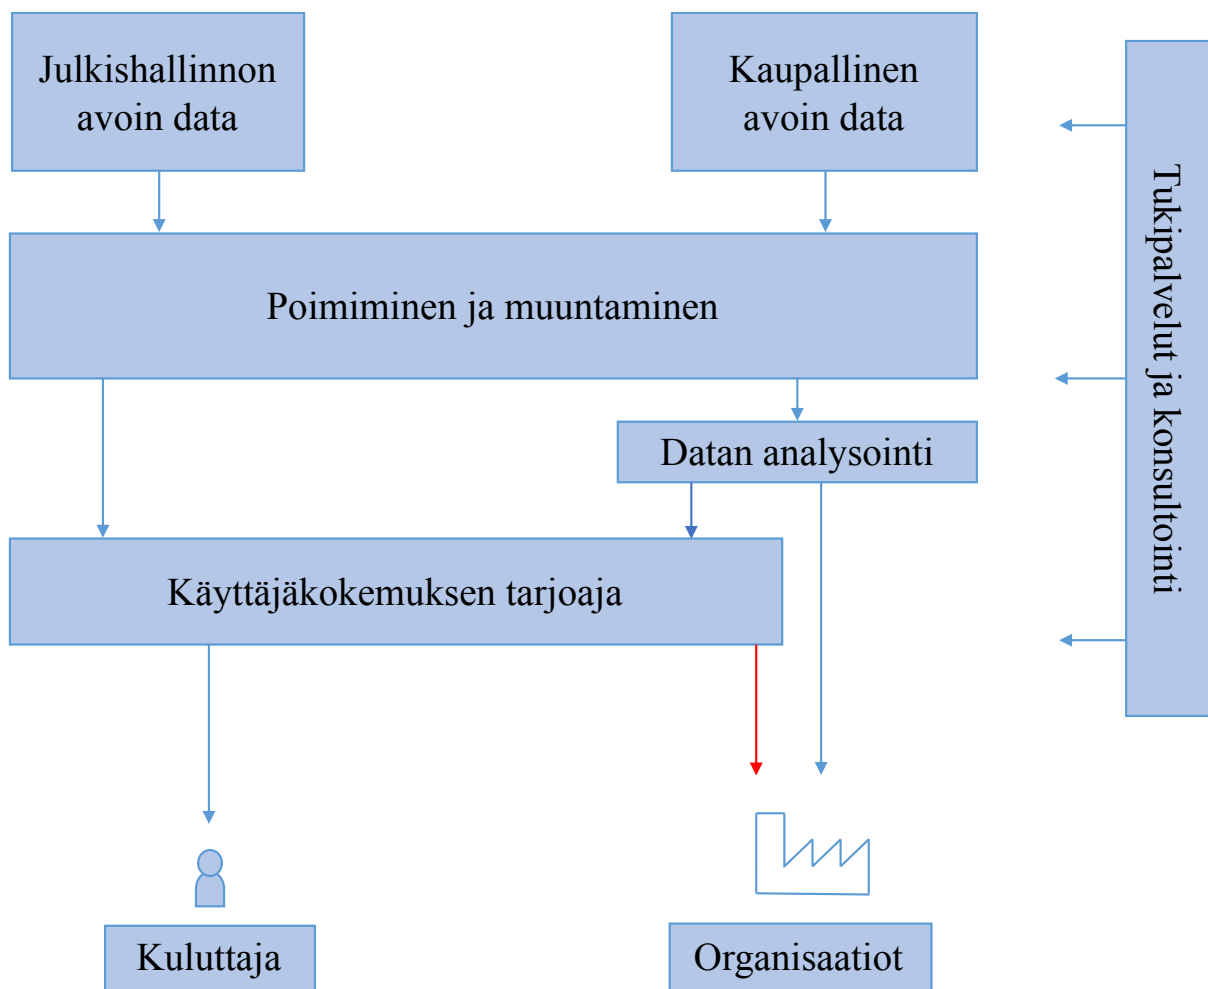 Julkishallinnon
avoin data
Kaupallinen
avoin data
Tukipalvelut ja konsultointi
Poimiminen ja muuntaminen
Datan analysointi
Käyttäjäkokemuksen tarjoaja
Kuluttaja
Organisaatiot